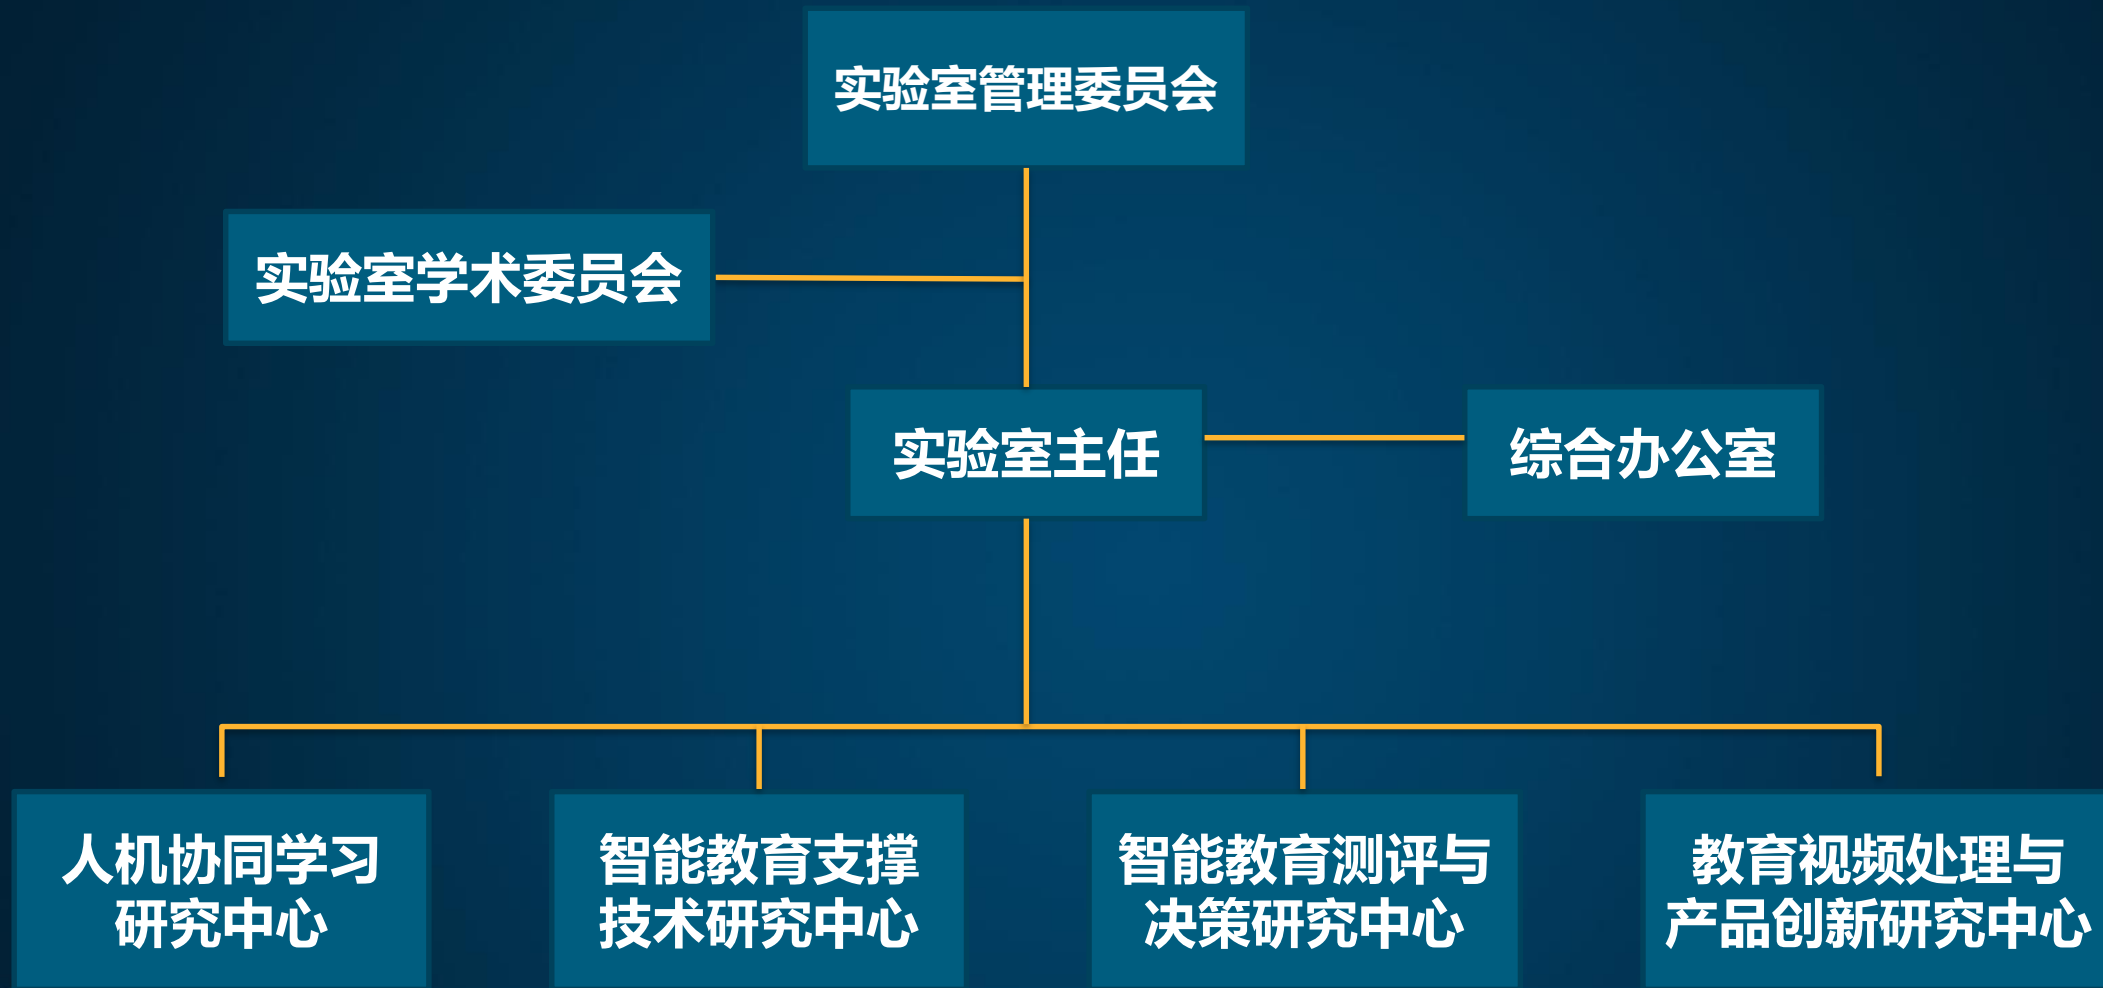 实验室管理委员会
实验室学术委员会
实验室主任
综合办公室
人机协同学习
研究中心
智能教育支撑
技术研究中心
智能教育测评与
决策研究中心
教育视频处理与
产品创新研究中心